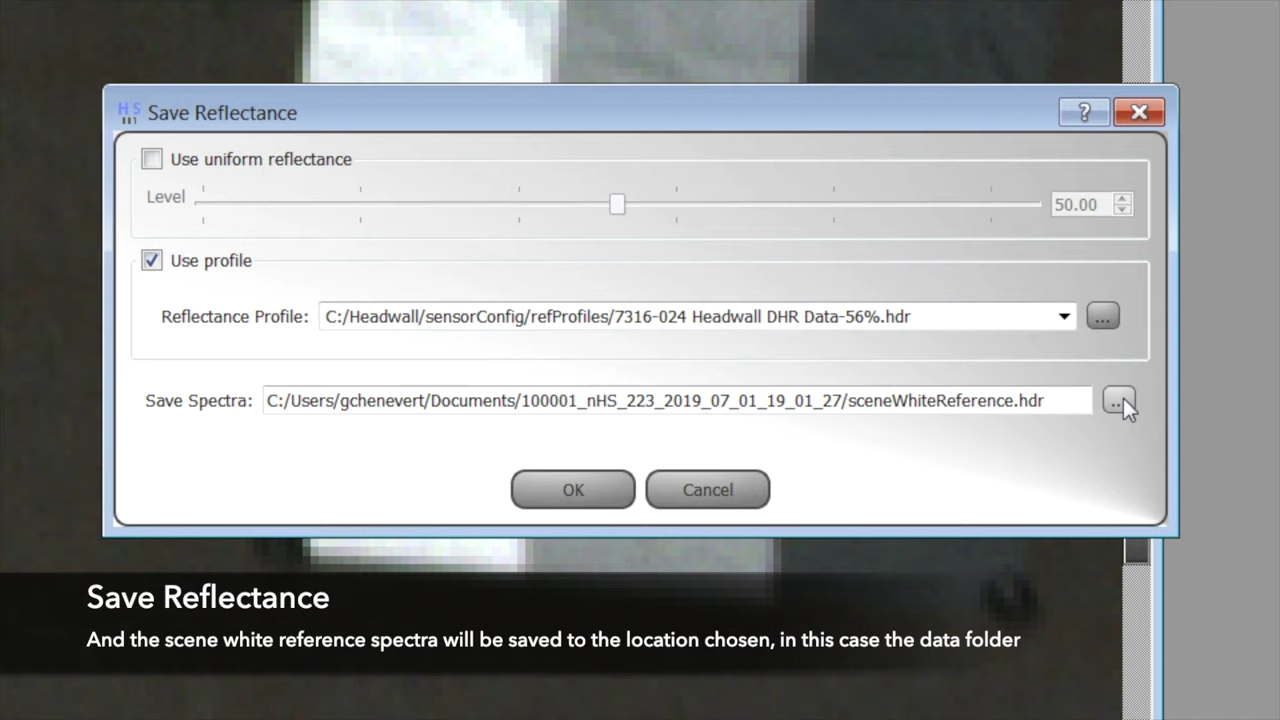 HS
Save Reflectance
?
Use uniform reflectance
Level
50.00
Use profile
Reflectance Profile:
C:/Headwall/sensorConfig/refProfiles/7316-024 Headwall DHR Data-56%.hdr
...
Save Spectra:
C:/Users/gchenevert/Documents/100001_nHS_223_2019_07_01_19_01_27/sceneWhiteReference.hdr
...
OK
Cancel
Save Reflectance
And the scene white reference spectra will be saved to the location chosen, in this case the data folder